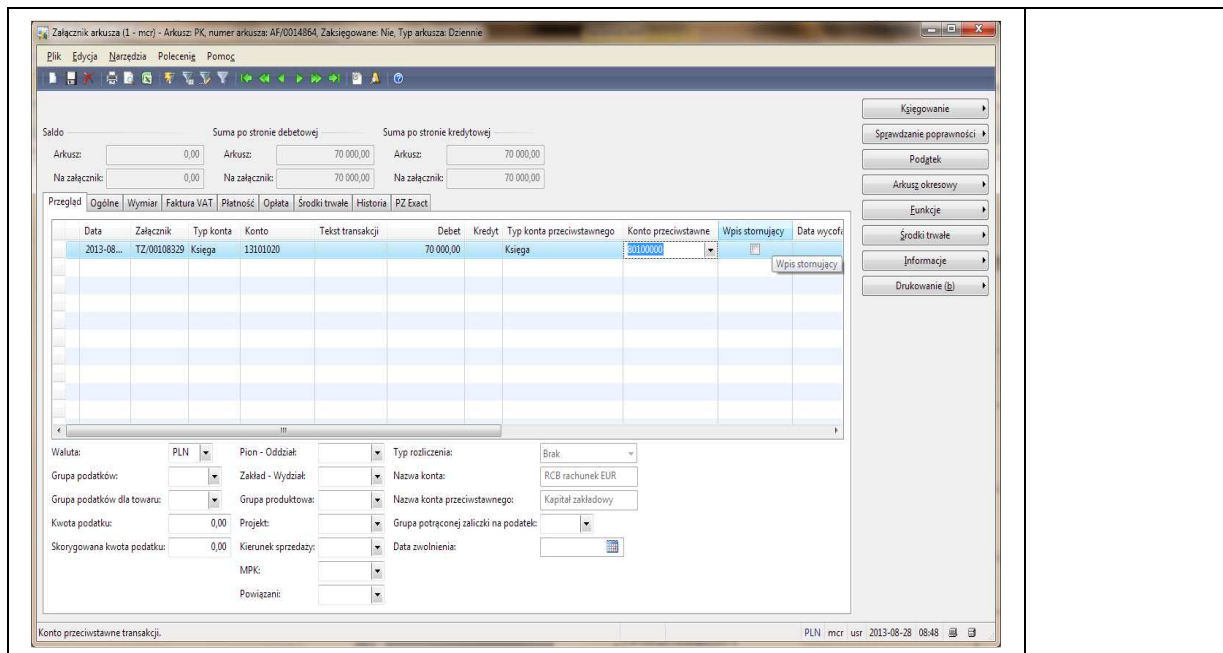 Załącznik arkusza (1 - mcr) - Arkusz: PK, numer arkusza: AF/0014864, Zaksięgowane: Nie, Typ arkusza: Dziennie
Plik Edycja Narzędzia Polecenię Pomoc
Księgowanie
Saldo Suma po stronie debetowej Suma po stronie kredytowej
Sprawdzanie poprawności
Arkusz: 0,00 Arkusz: 70 000,00 Arkusz: 70 000,00
Podatek
Na załącznik: 0,00 Na załącznik: 70 000,00 Na załącznik: 70 000,00
Arkusz okresowy
Przegląd Ogólne Wymiar Faktura VAT Płatność Opłata Środki trwałe Historia PZ Exact
Funkcje
Data Załącznik Typ konta Konto Tekst transakcji Debet Kredyt Typ konta przeciwstawnego Konto przeciwstawne Wpis stornujący Data wycofa
Środki trwałe
2013-08... TZ/00108329 Księga 13101020 70 000,00 Księga 80100000
Wpis stornujący
Informacje
Drukowanie (b)
Waluta: PLN Pion - Oddział: Typ rozliczenia: Brak
Grupa podatków: Zakład - Wydział: Nazwa konta: RCB rachunek EUR
Grupa podatków dla towaru: Grupa produktowa: Nazwa konta przeciwstawnego: Kapitał zakładowy
Kwota podatku: 0,00 Projekt: Grupa potrąconej zaliczki na podatek:
Skorygowana kwota podatku: 0,00 Kierunek sprzedaży: Data zwolnienia:
MPK:
Powiązani:
Konto przeciwstawne transakcji. PLN mcr usr 2013-08-28 08:48